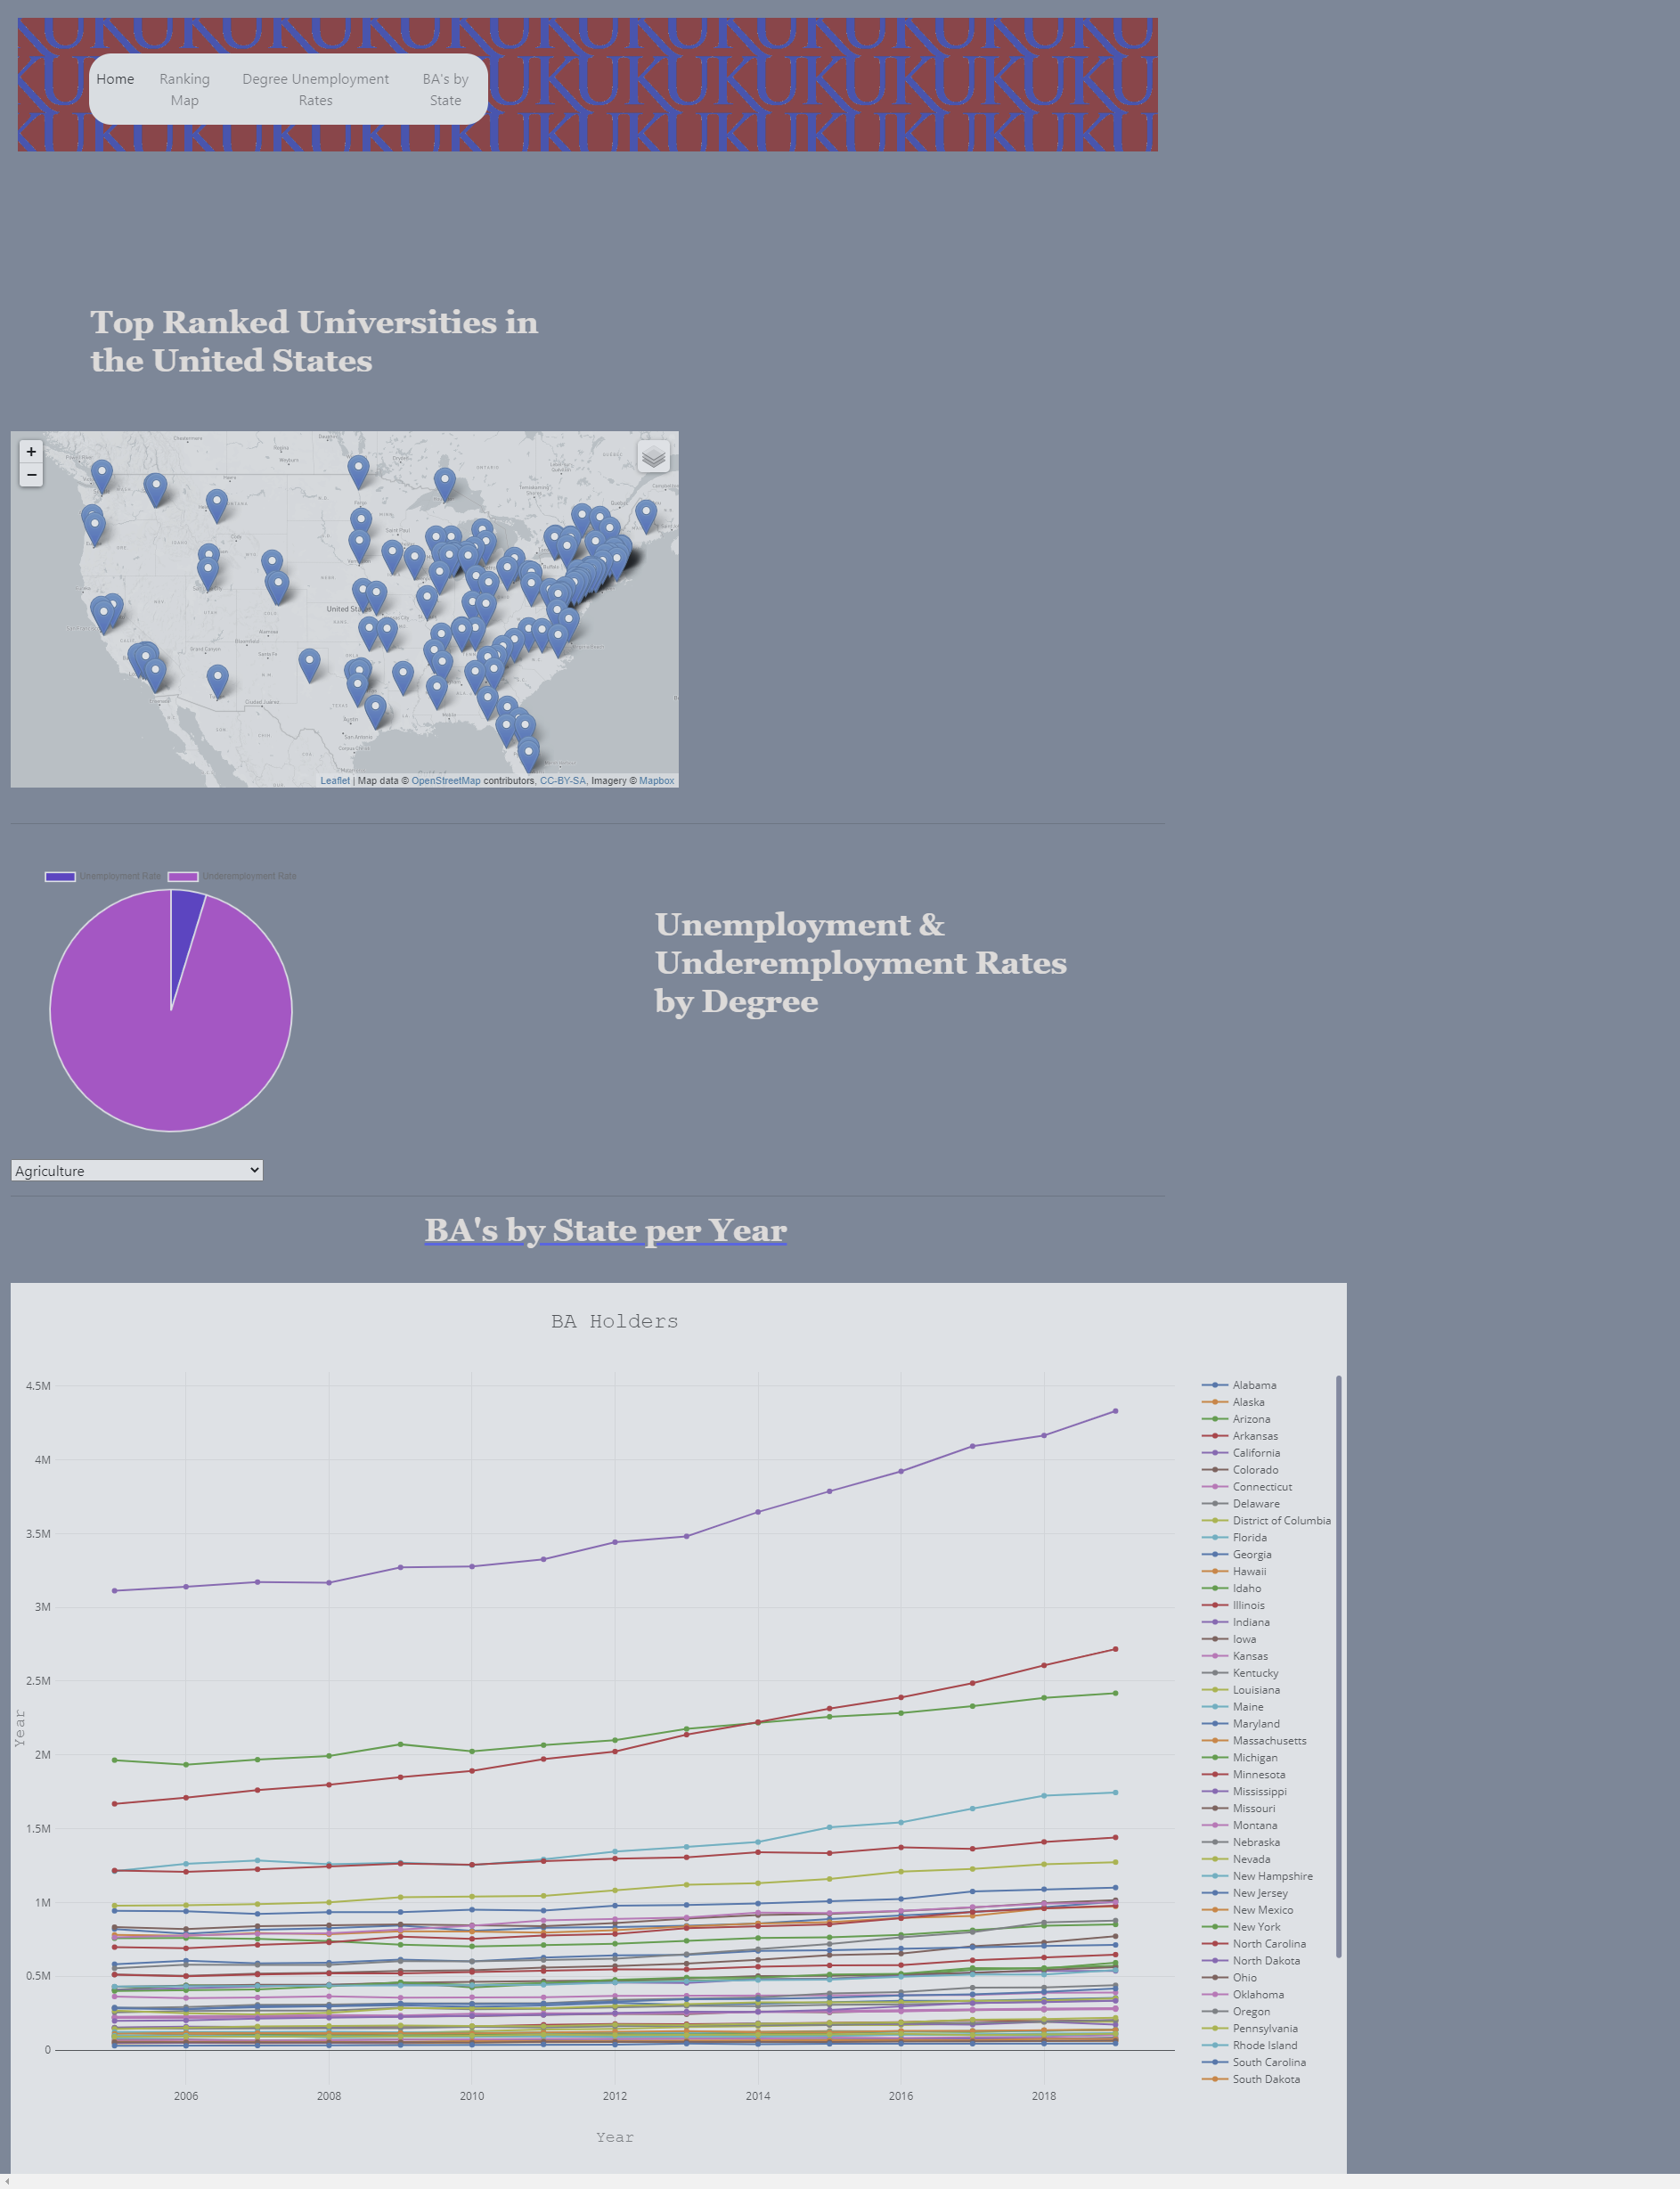 Home
Ranking
Map
Degree Unemployment
Rates
BA's by
State
Top Ranked Universities in
the United States
+
−
United States
Leaflet | Map data © OpenStreetMap contributors, CC-BY-SA, Imagery © Mapbox
Unemployment Rate Underemployment Rate
Unemployment &
Underemployment Rates
by Degree
Agriculture
BA's by State per Year
BA Holders
4.5M
4M
3.5M
3M
2.5M
2M
1.5M
1M
0.5M
0
Year
2006 2008 2010 2012 2014 2016 2018
Year
Alabama
Alaska
Arizona
Arkansas
California
Colorado
Connecticut
Delaware
District of Columbia
Florida
Georgia
Hawaii
Idaho
Illinois
Indiana
Iowa
Kansas
Kentucky
Louisiana
Maine
Maryland
Massachusetts
Michigan
Minnesota
Mississippi
Missouri
Montana
Nebraska
Nevada
New Hampshire
New Jersey
New Mexico
New York
North Carolina
North Dakota
Ohio
Oklahoma
Oregon
Pennsylvania
Rhode Island
South Carolina
South Dakota